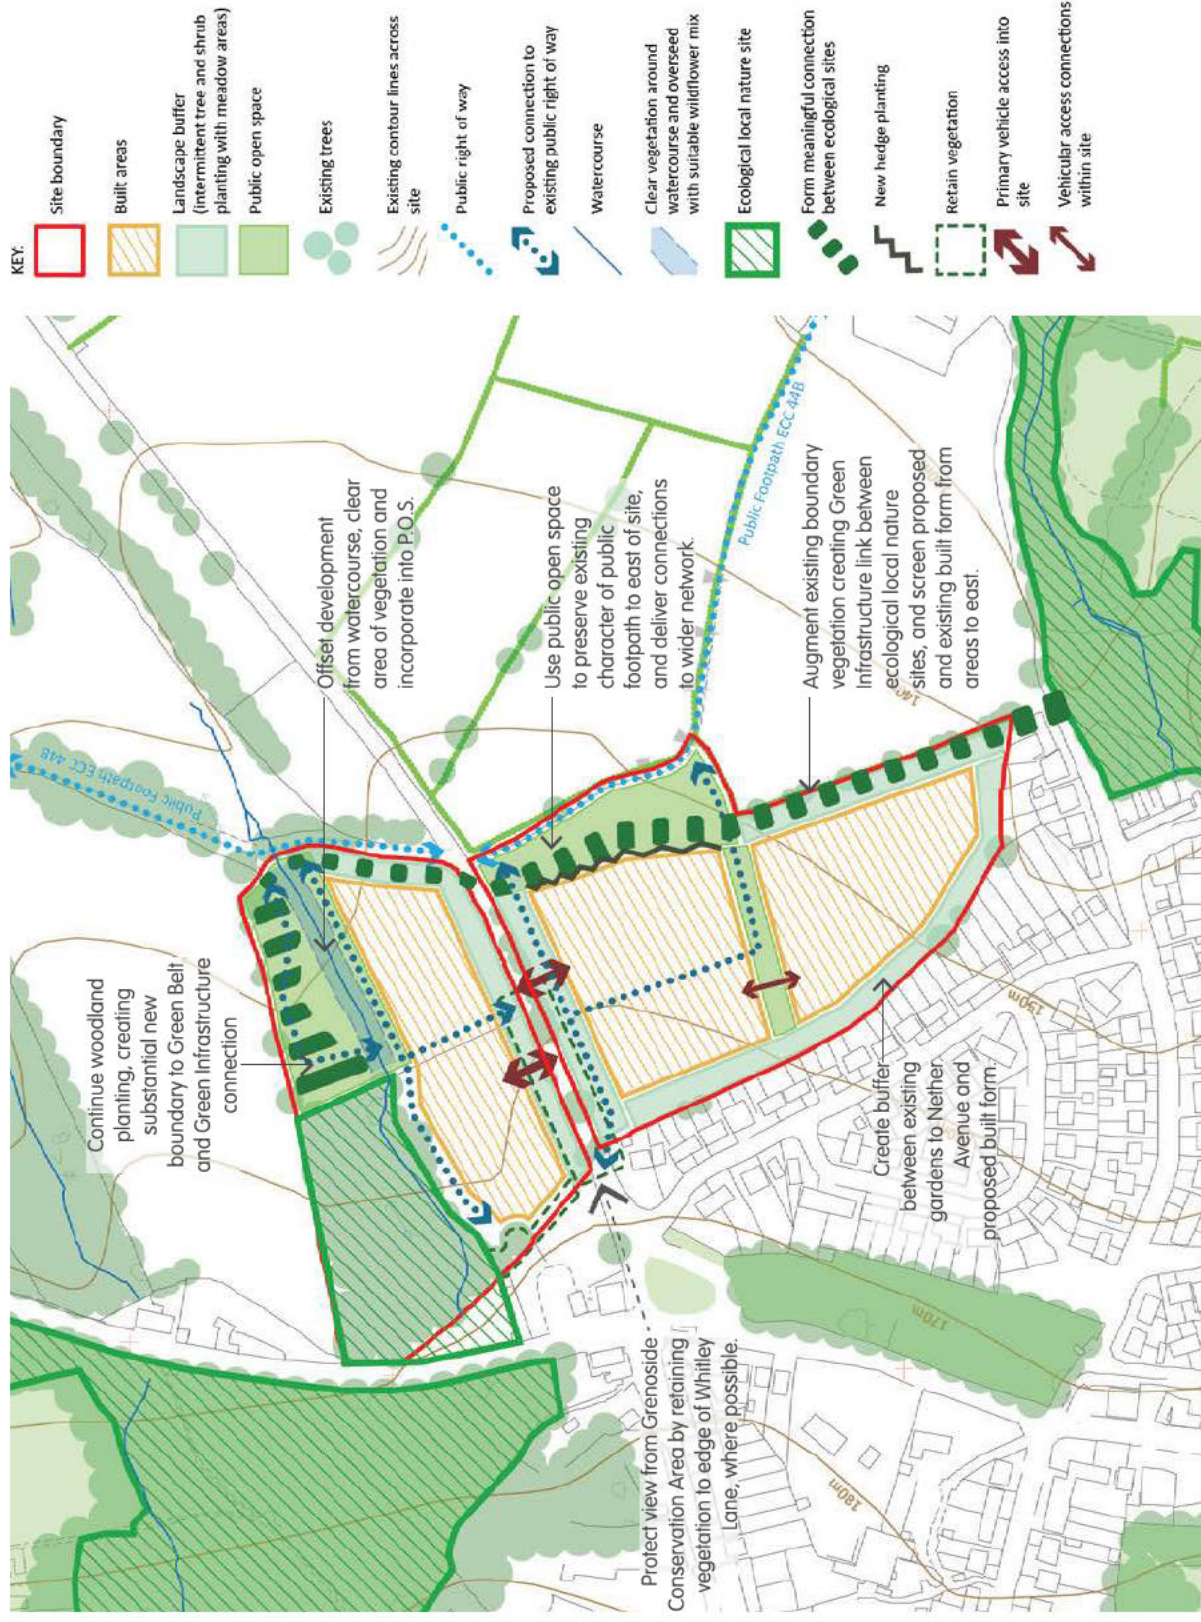 KEY:
Site boundary
Built areas
Landscape buffer
(intermittent tree and shrub
planting with meadow areas)
Public open space
Existing trees
Existing contour lines across
site
Public right of way
Proposed connection to
existing public right of way
Watercourse
Clear vegetation around
watercourse and overseed
with suitable wildflower mix
Ecological local nature site
Form meaningful connection
between ecological sites
New hedge planting
Retain vegetation
Primary vehicle access into
site
Vehicular access connections
within site
Continue woodland
planting, creating
substantial new
boundary to Green Belt
and Green Infrastructure
connection
Offset development
from watercourse, clear
area of vegetation and
incorporate into P.O.S.
Use public open space
to preserve existing
character of public
footpath to east of site,
and deliver connections
to wider network.
Augment existing boundary
vegetation creating Green
Infrastructure link between
ecological local nature
sites, and screen proposed
and existing built form from
areas to east.
Create buffer
between existing
gardens to Nether
Avenue and
proposed built form.
Protect view from Grenoside
Conservation Area by retaining
vegetation to edge of Whitley
Lane, where possible.
Public Footpath ECC 44B
Public Footpath ECC 44B
140m
150m
170m
180m